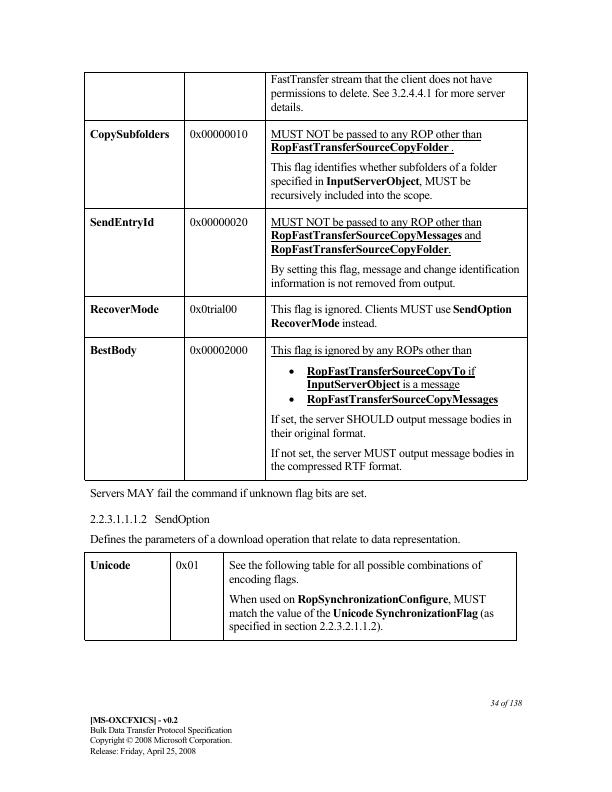 FastTransfer stream that the client does not have
permissions to delete. See 3.2.4.4.1 for more server
details.
CopySubfolders 0x00000010 MUST NOT be passed to any ROP other than
RopFastTransferSourceCopyFolder .
This flag identifies whether subfolders of a folder
specified in InputServerObject, MUST be
recursively included into the scope.
SendEntryId 0x00000020 MUST NOT be passed to any ROP other than
RopFastTransferSourceCopyMessages and
RopFastTransferSourceCopyFolder.
By setting this flag, message and change identification
information is not removed from output.
RecoverMode 0x0trial00 This flag is ignored. Clients MUST use SendOption
RecoverMode instead.
BestBody 0x00002000 This flag is ignored by any ROPs other than
• RopFastTransferSourceCopyTo if
InputServerObject is a message
• RopFastTransferSourceCopyMessages
If set, the server SHOULD output message bodies in
their original format.
If not set, the server MUST output message bodies in
the compressed RTF format.
Servers MAY fail the command if unknown flag bits are set.
2.2.3.1.1.1.2 SendOption
Defines the parameters of a download operation that relate to data representation.
Unicode 0x01 See the following table for all possible combinations of
encoding flags.
When used on RopSynchronizationConfigure, MUST
match the value of the Unicode SynchronizationFlag (as
specified in section 2.2.3.2.1.1.2).
34 of 138
[MS-OXCFXICS] - v0.2
Bulk Data Transfer Protocol Specification
Copyright © 2008 Microsoft Corporation.
Release: Friday, April 25, 2008